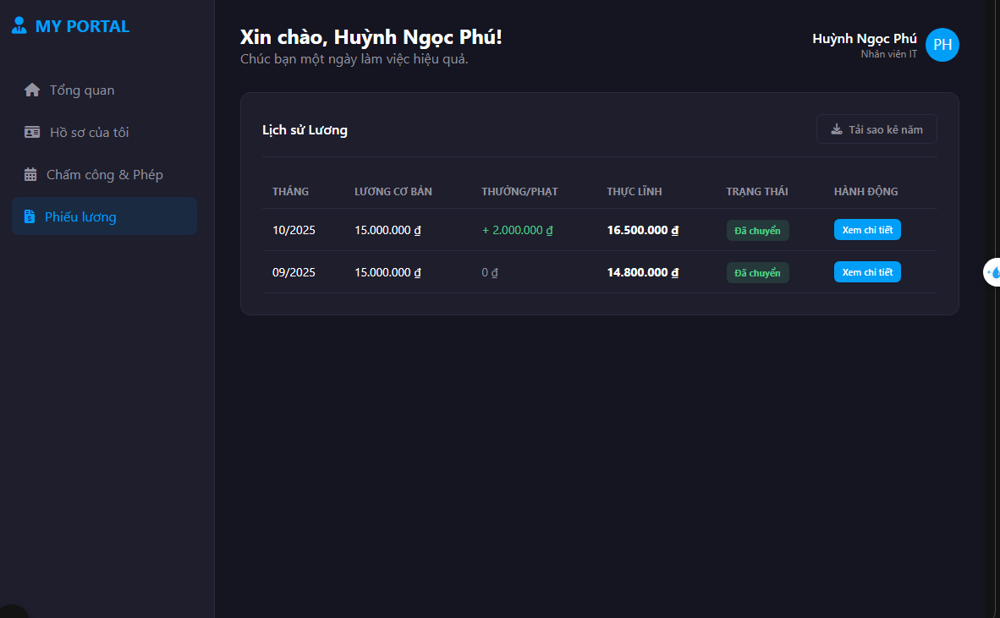 MY PORTAL
Tổng quan
Hồ sơ của tôi
Chấm công & Phép
Phiếu lương
Xin chào, Huỳnh Ngọc Phú!
Chúc bạn một ngày làm việc hiệu quả.
Huỳnh Ngọc Phú
Nhân viên IT
PH
Lịch sử Lương
Tải sao kê năm
THÁNG LƯƠNG CƠ BẢN THƯỞNG/PHẠT THỰC LĨNH TRẠNG THÁI HÀNH ĐỘNG
10/2025 15.000.000 ₫ + 2.000.000 ₫ 16.500.000 ₫ Đã chuyển Xem chi tiết
09/2025 15.000.000 ₫ 0 ₫ 14.800.000 ₫ Đã chuyển Xem chi tiết